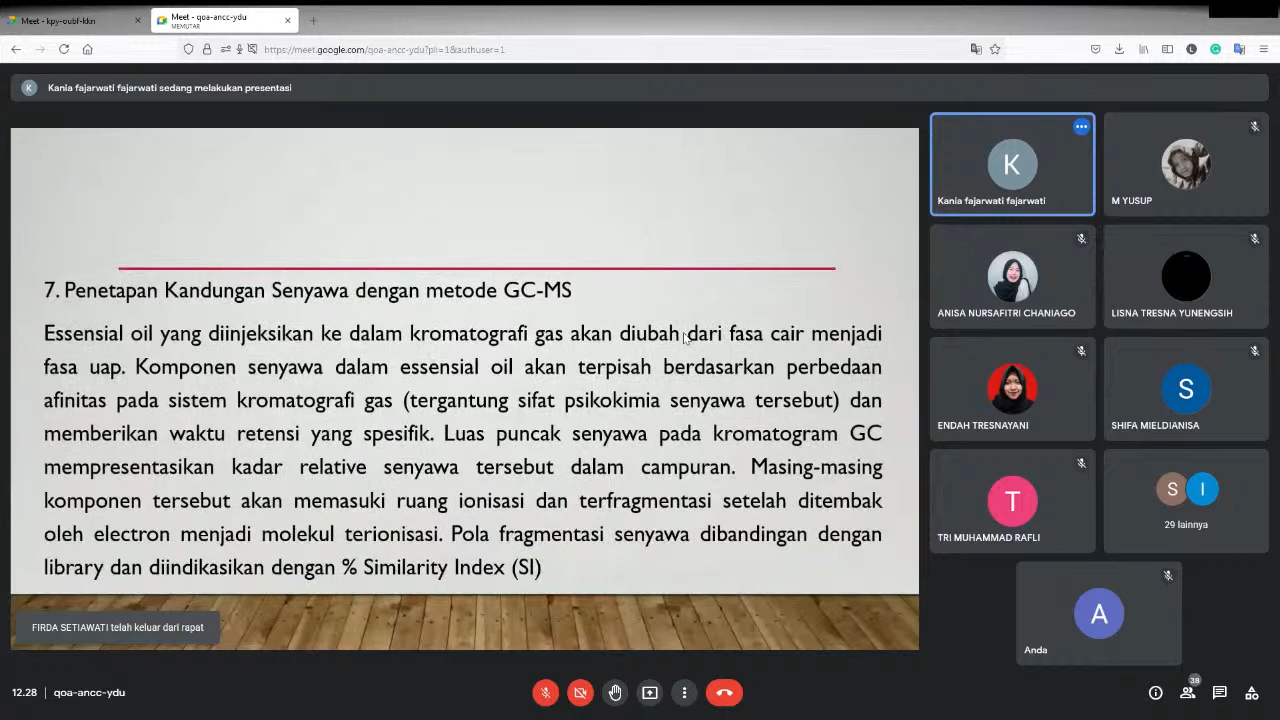 Meet - kpy-oubf-kkn
Meet - qoa-ancc-ydu
MEMUTAR
https://meet.google.com/qoa-ancc-ydu?pli=1&authuser=1
K
Kania fajarwati fajarwati sedang melakukan presentasi
7. Penetapan Kandungan Senyawa dengan metode GC-MS
Essensial oil yang diinjeksikan ke dalam kromatografi gas akan diubah dari fasa cair menjadi
fasa uap. Komponen senyawa dalam essensial oil akan terpisah berdasarkan perbedaan
afinitas pada sistem kromatografi gas (tergantung sifat psikokimia senyawa tersebut) dan
memberikan waktu retensi yang spesifik. Luas puncak senyawa pada kromatogram GC
mempresentasikan kadar relative senyawa tersebut dalam campuran. Masing-masing
komponen tersebut akan memasuki ruang ionisasi dan terfragmentasi setelah ditembak
oleh electron menjadi molekul terionisasi. Pola fragmentasi senyawa dibandingan dengan
library dan diindikasikan dengan % Similarity Index (SI)
FIRDA SETIAWATI telah keluar dari rapat
K
Kania fajarwati fajarwati
M YUSUP
ANISA NURSAFITRI CHANIAGO
LISNA TRESNA YUNENGSIH
ENDAH TRESNAYANI
S
SHIFA MIELDIANISA
T
TRI MUHAMMAD RAFLI
S I
29 lainnya
A
Anda
12.28 | qoa-ancc-ydu
38